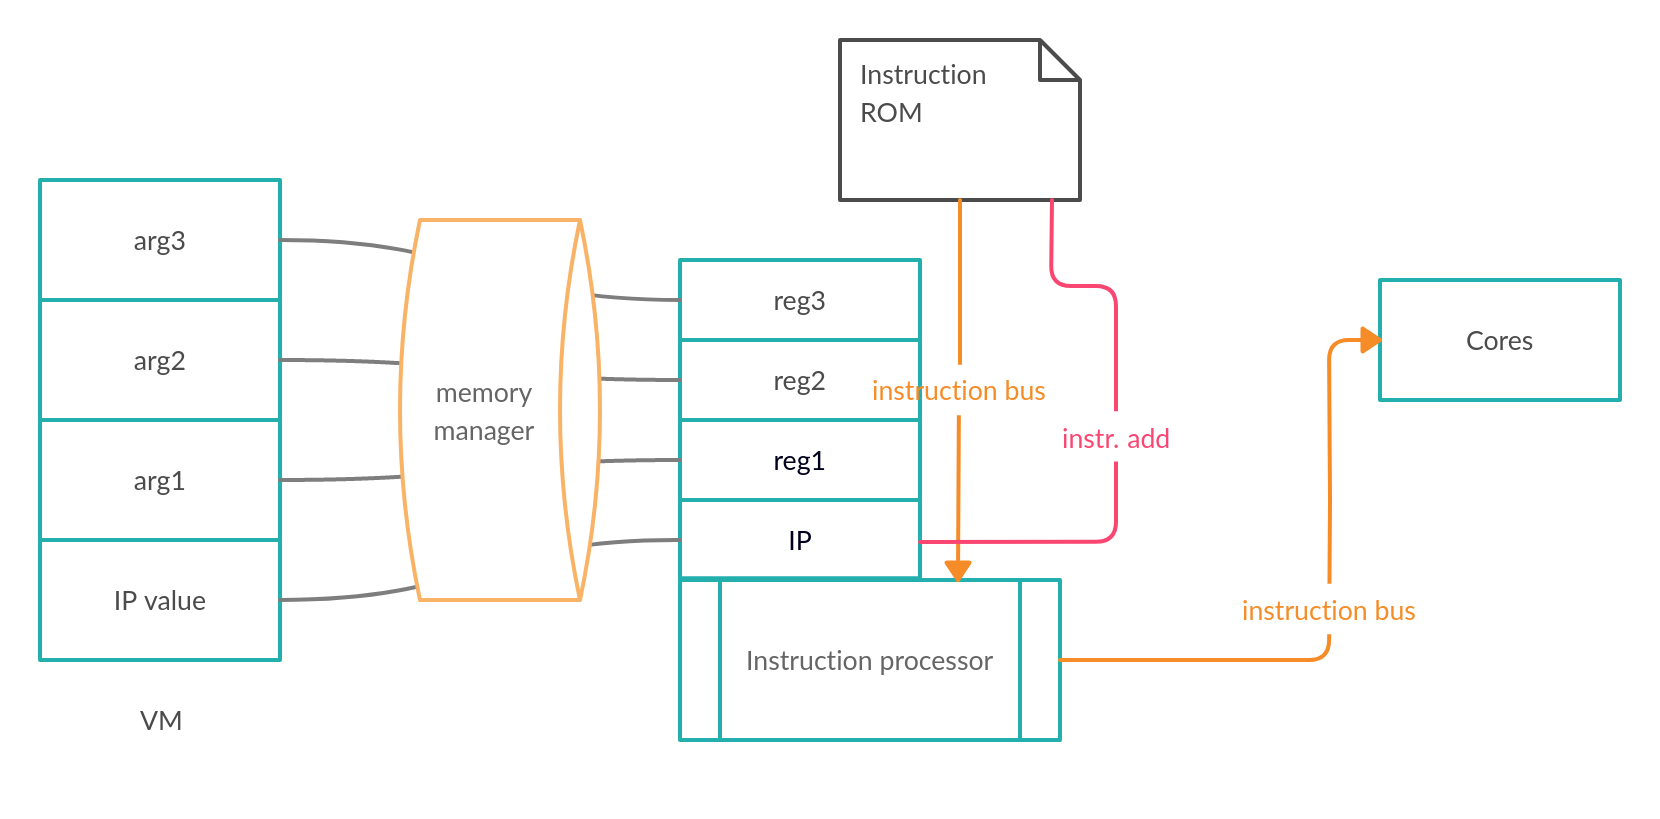 Instruction
ROM
arg3
arg2
arg1
IP value
VM
memory
manager
reg3
reg2
reg1
IP
instruction bus
instr. add
Instruction processor
instruction bus
Cores